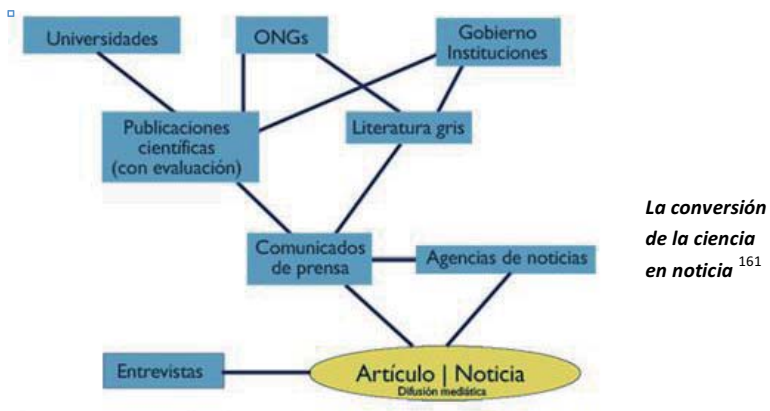 Universidades
ONGs
Gobierno
Instituciones
Publicaciones
científicas
(con evaluación)
Literatura gris
La conversión
de la ciencia
en noticia 161
Comunicados
de prensa
Agencias de noticias
Entrevistas
Artículo | Noticia
Difusión mediática